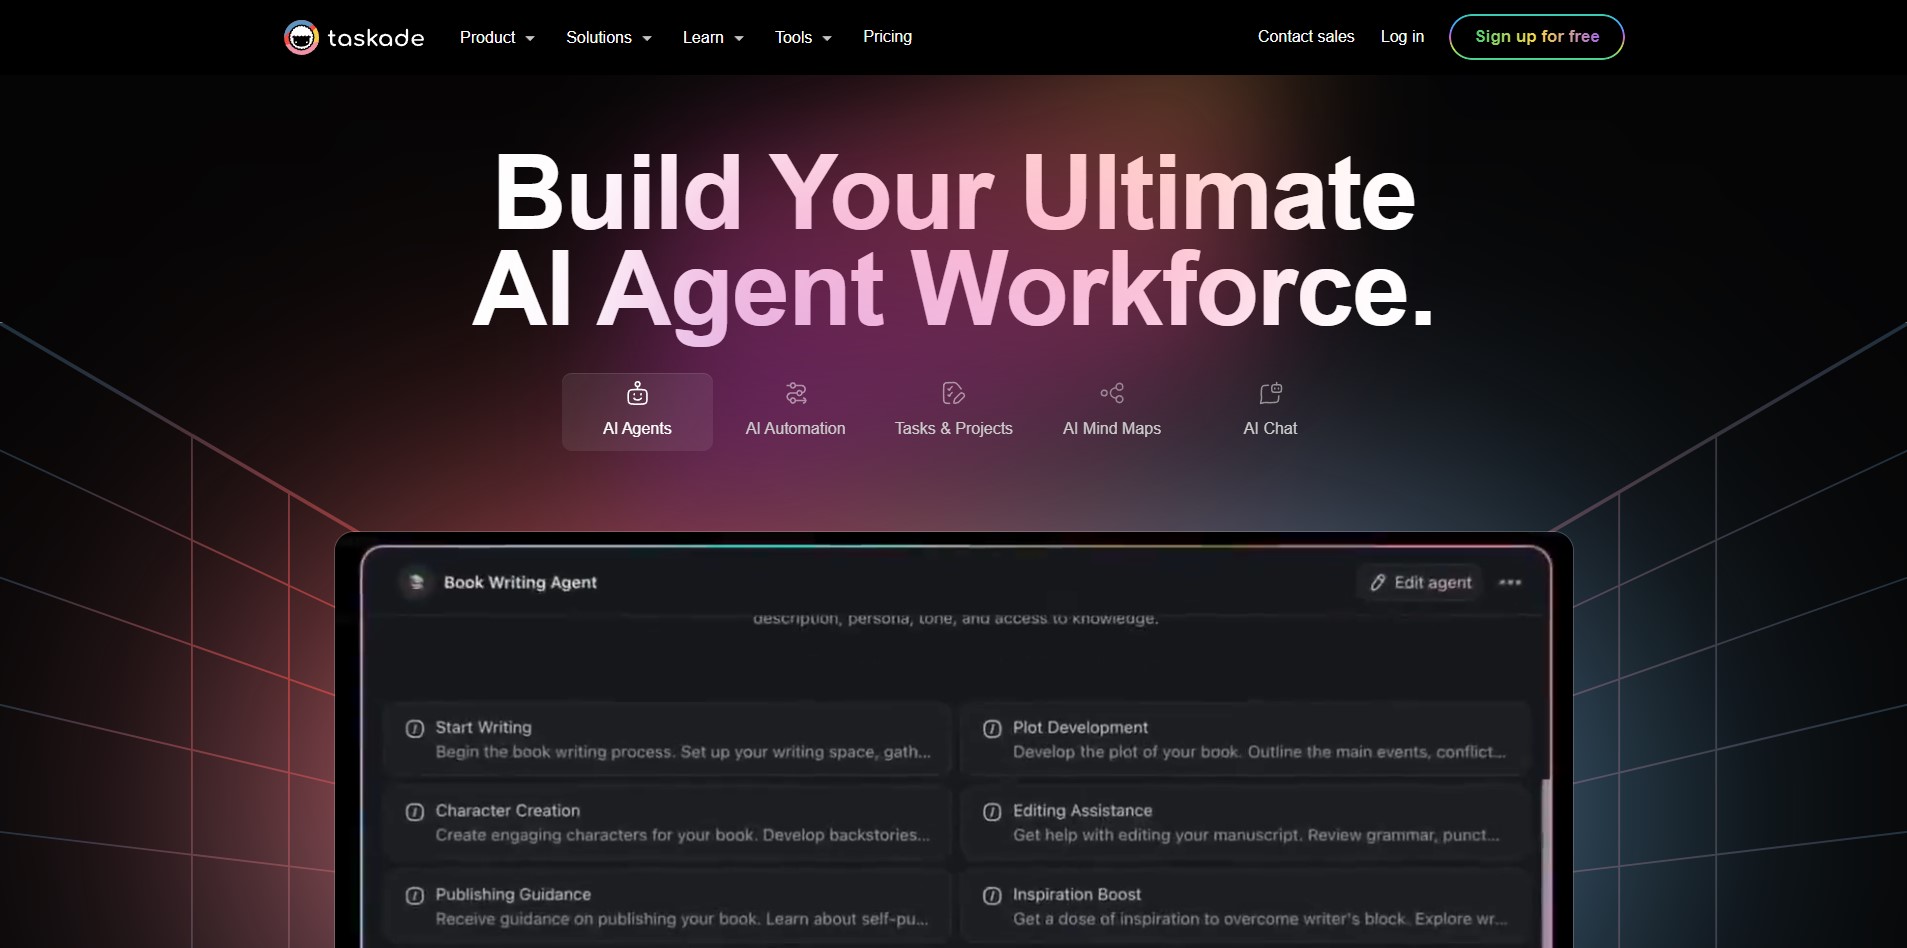 taskade
Product
Solutions
Learn
Tools
Pricing
Contact sales
Log in
Sign up for free
Build Your Ultimate
AI Agent Workforce.
AI Agents
AI Automation
Tasks & Projects
AI Mind Maps
AI Chat
Book Writing Agent
Edit agent
description, persona, tone, and access to knowledge.
Start Writing
Begin the book writing process. Set up your writing space, gath...
Plot Development
Develop the plot of your book. Outline the main events, conflict...
Character Creation
Create engaging characters for your book. Develop backstories...
Editing Assistance
Get help with editing your manuscript. Review grammar, punct...
Publishing Guidance
Receive guidance on publishing your book. Learn about self-pu...
Inspiration Boost
Get a dose of inspiration to overcome writer's block. Explore wr...